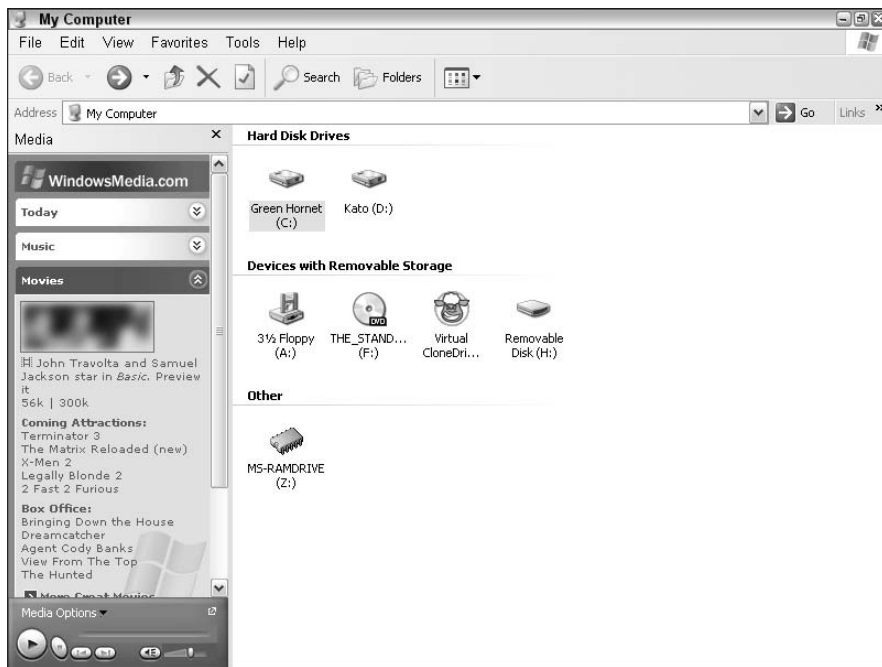 My Computer
File Edit View Favorites Tools Help
Back Search Folders
Address My Computer Go Links »
Media
WindowsMedia.com
Today
Music
Movies
John Travolta and Samuel
Jackson star in Basic. Preview
it
56k | 300k
Coming Attractions:
Terminator 3
The Matrix Reloaded (new)
X-Men 2
Legally Blonde 2
2 Fast 2 Furious
Box Office:
Bringing Down the House
Dreamcatcher
Agent Cody Banks
View From The Top
The Hunted
More Great Movies
Media Options
Hard Disk Drives
Green Hornet
(C:)
Kato (D:)
Devices with Removable Storage
3½ Floppy
(A:)
DVD
THE_STAND...
(F:)
Virtual
CloneDri...
Removable
Disk (H:)
Other
MS-RAMDRIVE
(Z:)